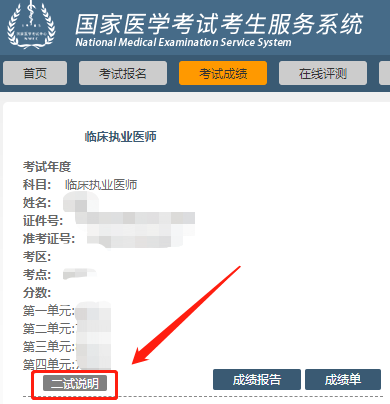 国家医学考试考生服务系统
National Medical Examination Service System
首页 考试报名 考试成绩 在线评测
临床执业医师
考试年度
科目: 临床执业医师
姓名:
证件号:
准考证号:
考区:
考点:
分数:
第一单元:
第二单元:
第三单元:
第四单元:
二试说明 成绩报告 成绩单